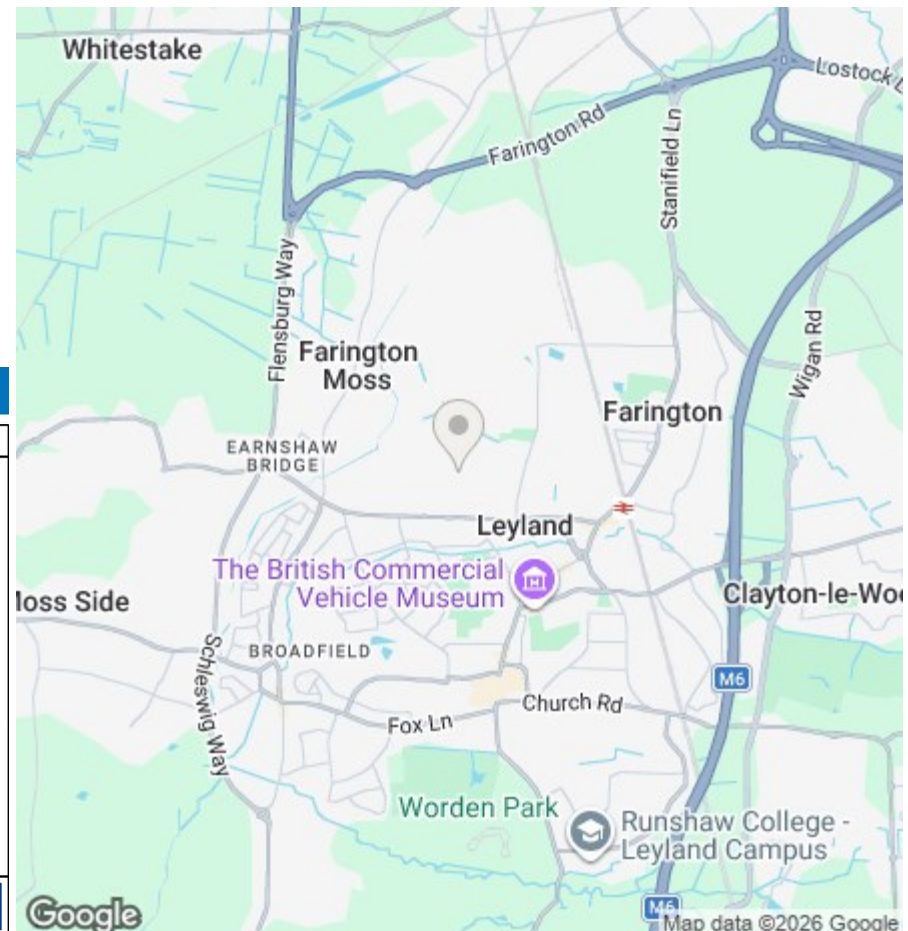 Whitestake
Lostock L
Farington Rd
Stanifield Ln
Flensburg Way
Wigan Rd
Farington
Moss
Farington
EARNSHAW
BRIDGE
Leyland
The British Commercial
Vehicle Museum
Moss Side
Clayton-le-Woo
BROADFIELD
Schleswig Way
M6
Church Rd
Fox Ln
Worden Park
Runshaw College -
Leyland Campus
M6
Google
Map data ©2026 Google